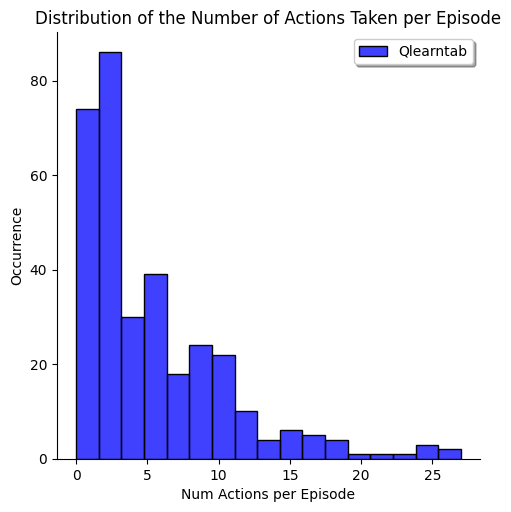 Distribution of the Number of Actions Taken per Episode
Qlearntab
80
60
40
20
0
Occurrence
0 5 10 15 20 25
Num Actions per Episode